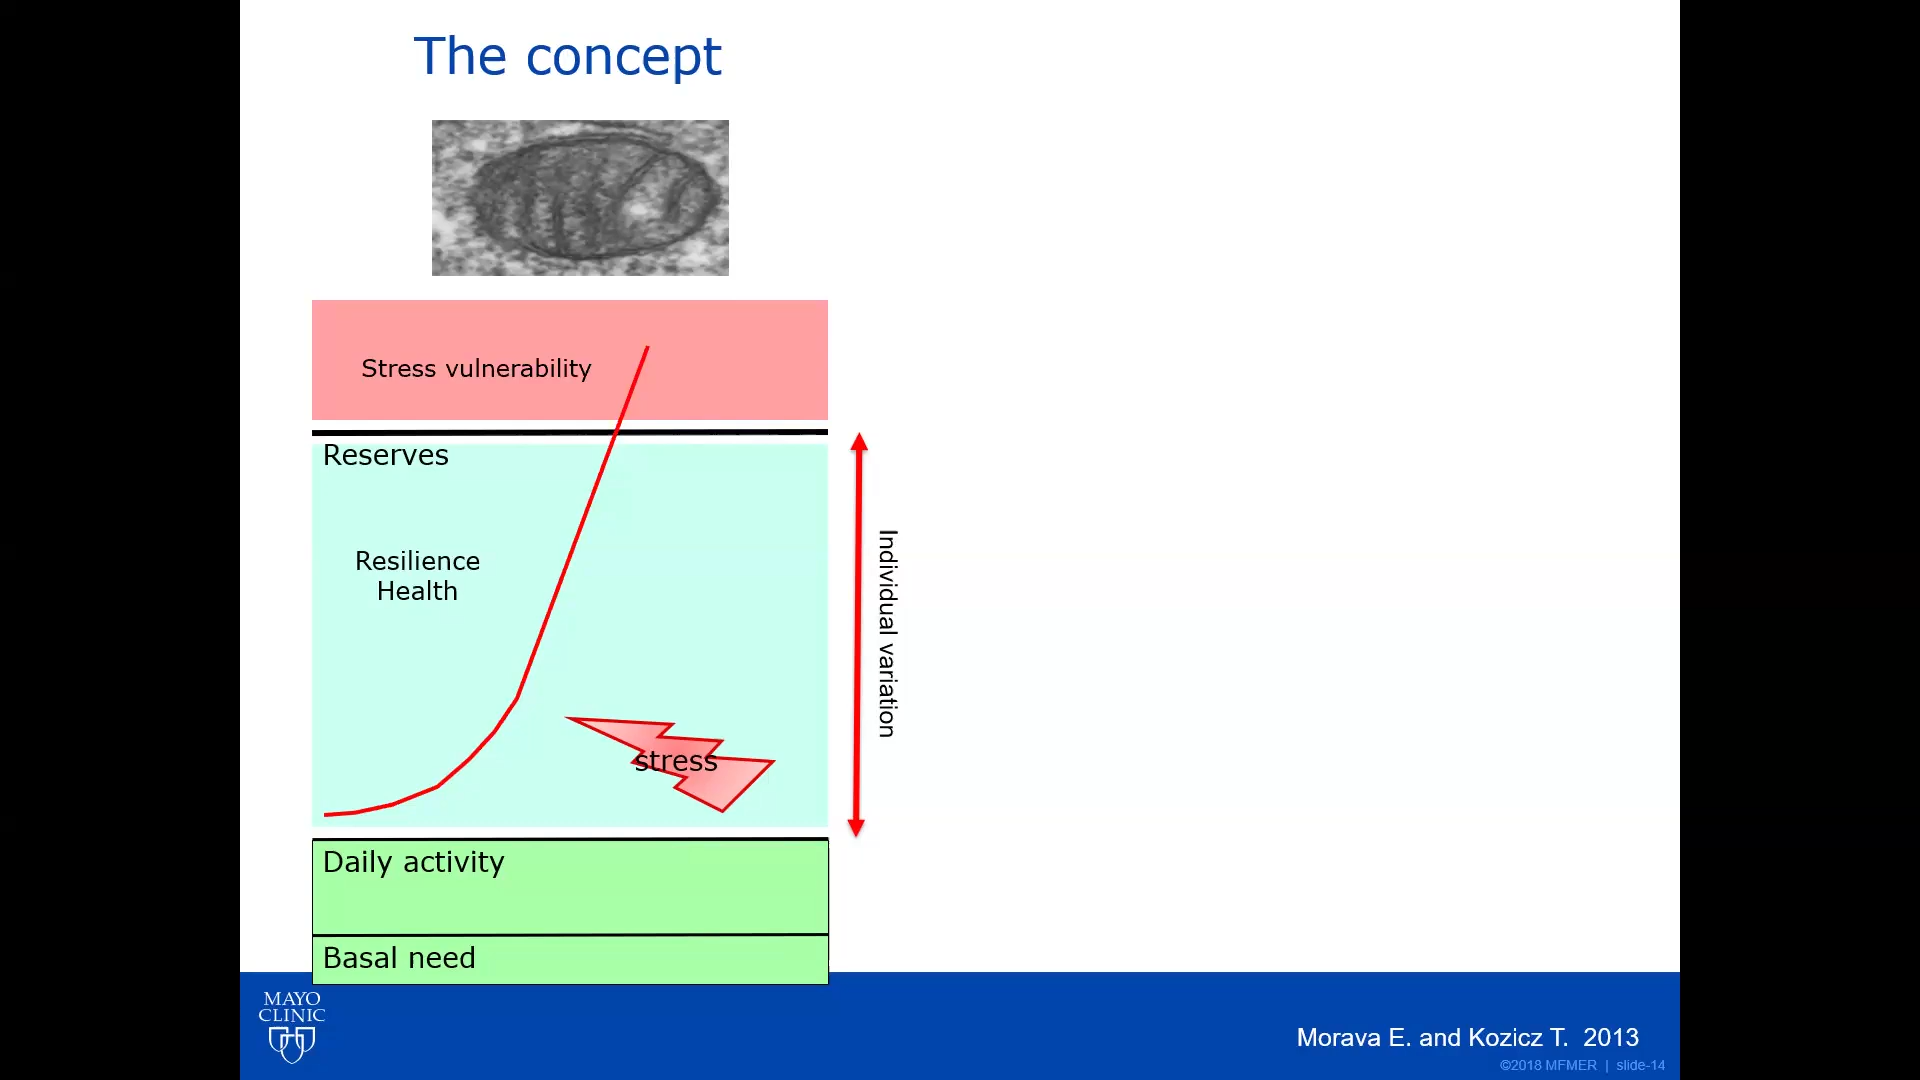 The concept
Stress vulnerability
Reserves
Resilience
Health
stress
Individual variation
Daily activity
Basal need
MAYO
CLINIC
Morava E. and Kozicz T. 2013
©2018 MFMER | slide-14